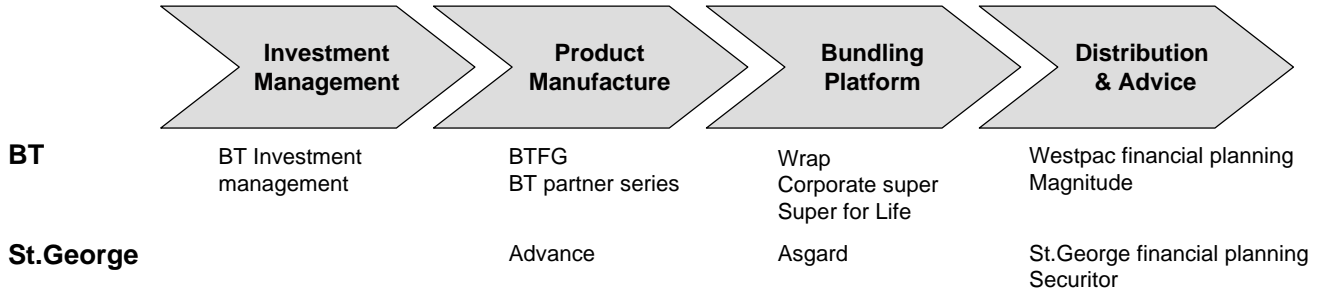 Investment
Management
Product
Manufacture
Bundling
Platform
Distribution
& Advice
BT
BT Investment
management
BTFG
BT partner series
Wrap
Corporate super
Super for Life
Westpac financial planning
Magnitude
St.George
Advance
Asgard
St.George financial planning
Securitor